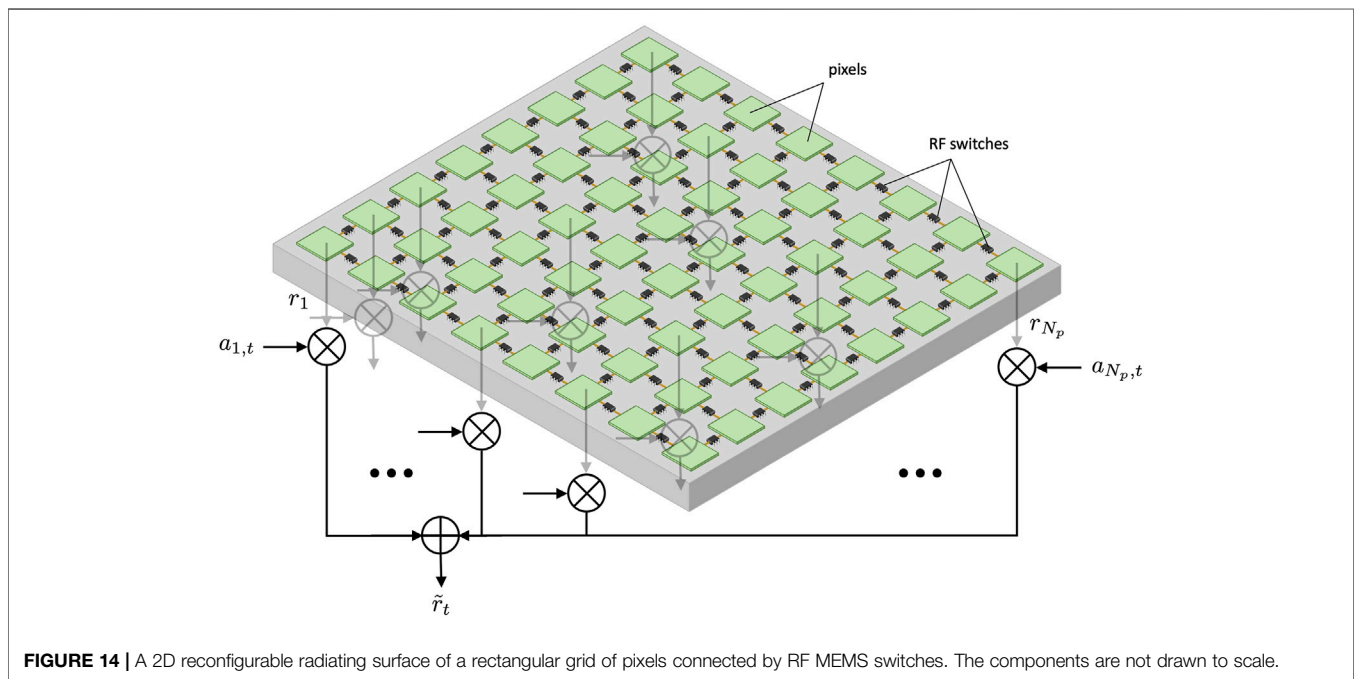 pixels
RF switches
r₁
r_{N_p}
a_{1,t}
a_{N_p,t}
•••
•••
r̃_t
FIGURE 14 | A 2D reconfigurable radiating surface of a rectangular grid of pixels connected by RF MEMS switches. The components are not drawn to scale.